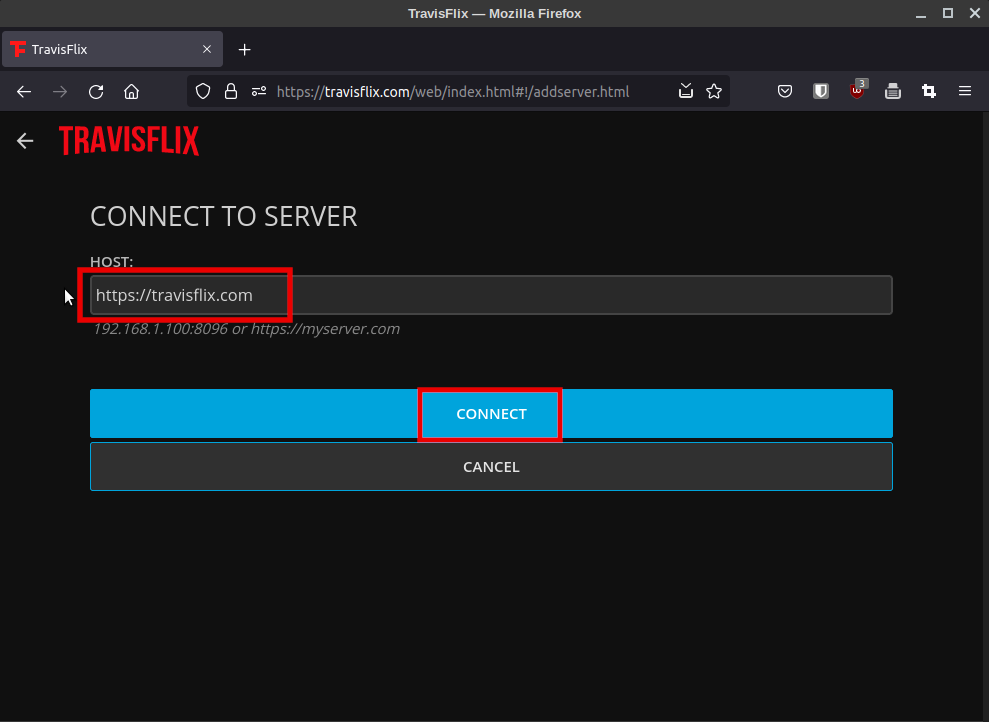 TravisFlix — Mozilla Firefox
TravisFlix
https://travisflix.com/web/index.html#!/addserver.html
3
TRAVISFLIX
CONNECT TO SERVER
HOST:
https://travisflix.com
192.168.1.100:8096 or https://myserver.com
CONNECT
CANCEL